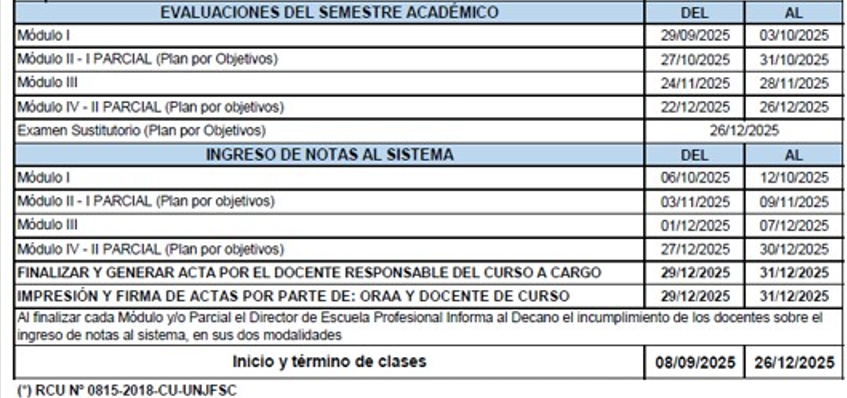 EVALUACIONES DEL SEMESTRE ACADÉMICO DEL AL
Módulo I 29/09/2025 03/10/2025
Módulo II - I PARCIAL (Plan por Objetivos) 27/10/2025 31/10/2025
Módulo III 24/11/2025 28/11/2025
Módulo IV - II PARCIAL (Plan por objetivos) 22/12/2025 26/12/2025
Examen Sustitutorio (Plan por Objetivos) 26/12/2025
INGRESO DE NOTAS AL SISTEMA DEL AL
Módulo I 06/10/2025 12/10/2025
Módulo II - I PARCIAL (Plan por objetivos) 03/11/2025 09/11/2025
Módulo III 01/12/2025 07/12/2025
Módulo IV - II PARCIAL (Plan por objetivos) 27/12/2025 30/12/2025
FINALIZAR Y GENERAR ACTA POR EL DOCENTE RESPONSABLE DEL CURSO A CARGO 29/12/2025 31/12/2025
IMPRESIÓN Y FIRMA DE ACTAS POR PARTE DE: ORAA Y DOCENTE DE CURSO 29/12/2025 31/12/2025
Al finalizar cada Módulo y/o Parcial el Director de Escuela Profesional Informa al Decano el incumplimiento de los docentes sobre el
ingreso de notas al sistema, en sus dos modalidades
Inicio y término de clases 08/09/2025 26/12/2025
(*) RCU N° 0815-2018-CU-UNJFSC